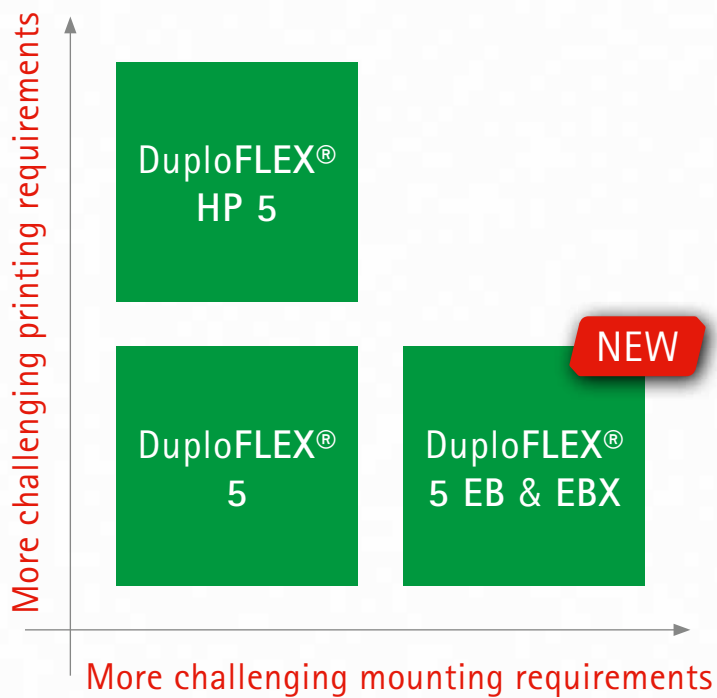 More challenging printing requirements
DuploFLEX®
HP 5
NEW
DuploFLEX®
5
DuploFLEX®
5 EB & EBX
More challenging mounting requirements